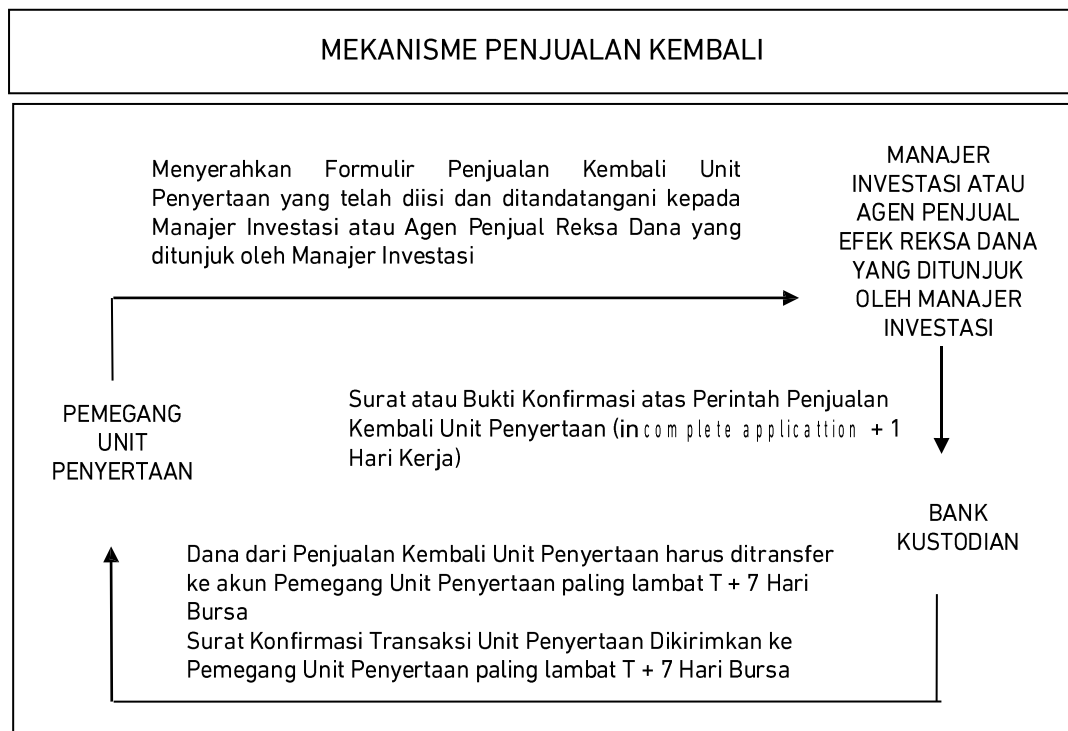 MEKANISME PENJUALAN KEMBALI
Menyerahkan Formulir Penjualan Kembali Unit
Penyertaan yang telah diisi dan ditandatangani kepada
Manajer Investasi atau Agen Penjual Reksa Dana yang
ditunjuk oleh Manajer Investasi
MANAJER
INVESTASI ATAU
AGEN PENJUAL
EFEK REKSA DANA
YANG DITUNJUK
OLEH MANAJER
INVESTASI
PEMEGANG
UNIT
PENYERTAAN
Surat atau Bukti Konfirmasi atas Perintah Penjualan
Kembali Unit Penyertaan (in complete applicattion + 1
Hari Kerja)
BANK
KUSTODIAN
Dana dari Penjualan Kembali Unit Penyertaan harus ditransfer
ke akun Pemegang Unit Penyertaan paling lambat T + 7 Hari
Bursa
Surat Konfirmasi Transaksi Unit Penyertaan Dikirimkan ke
Pemegang Unit Penyertaan paling lambat T + 7 Hari Bursa